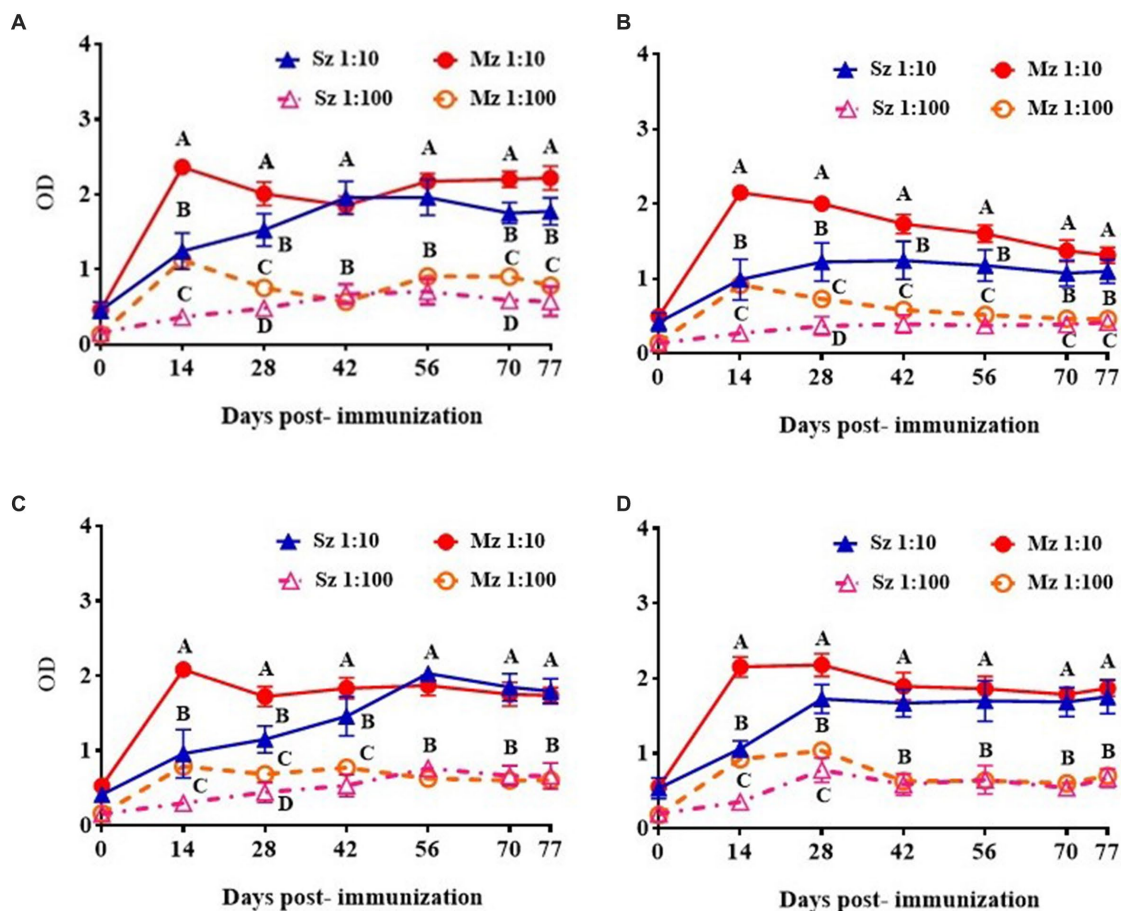 A
4
Sz 1:10 Mz 1:10
Sz 1:100 Mz 1:100
3
A A A A A A
2
B
B B B B B
1
C C C C
D D
0
OD
0 14 28 42 56 70 77
Days post- immunization
B
4
Sz 1:10 Mz 1:10
Sz 1:100 Mz 1:100
3
A A A A A A
2
B B B B
1
C C C C B B
D C C
0
0 14 28 42 56 70 77
Days post- immunization
C
4
Sz 1:10 Mz 1:10
Sz 1:100 Mz 1:100
3
A A A A A A
2
B B B
1
C C C B B B
D
0
OD
0 14 28 42 56 70 77
Days post- immunization
D
4
Sz 1:10 Mz 1:10
Sz 1:100 Mz 1:100
3
A A A A A A
2
B B
1
C C B B B B
0
0 14 28 42 56 70 77
Days post- immunization